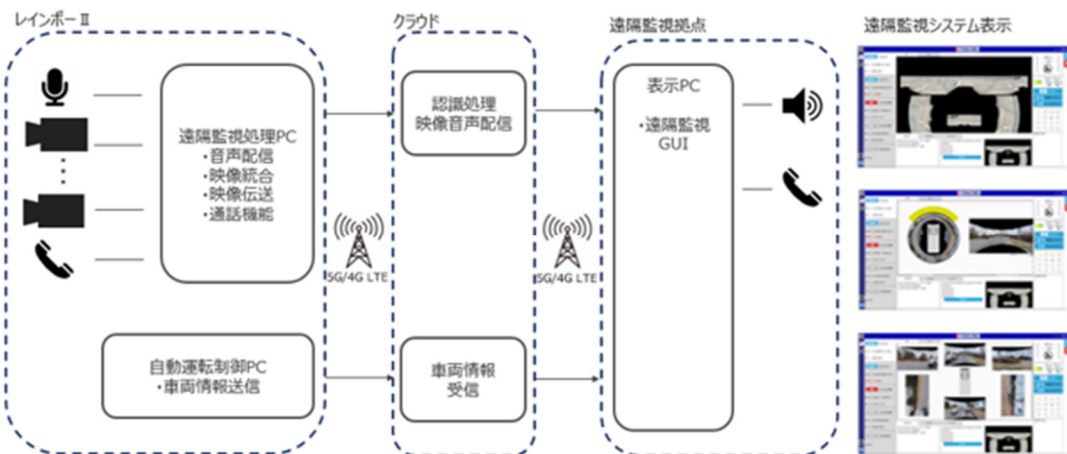 レインボーⅡ
クラウド
遠隔監視拠点
遠隔監視システム表示
遠隔監視処理PC
・音声配信
・映像統合
・映像伝送
・通話機能
認識処理
映像音声配信
表示PC
・遠隔監視
GUI
5G/4G LTE
5G/4G LTE
自動運転制御PC
・車両情報送信
車両情報
受信